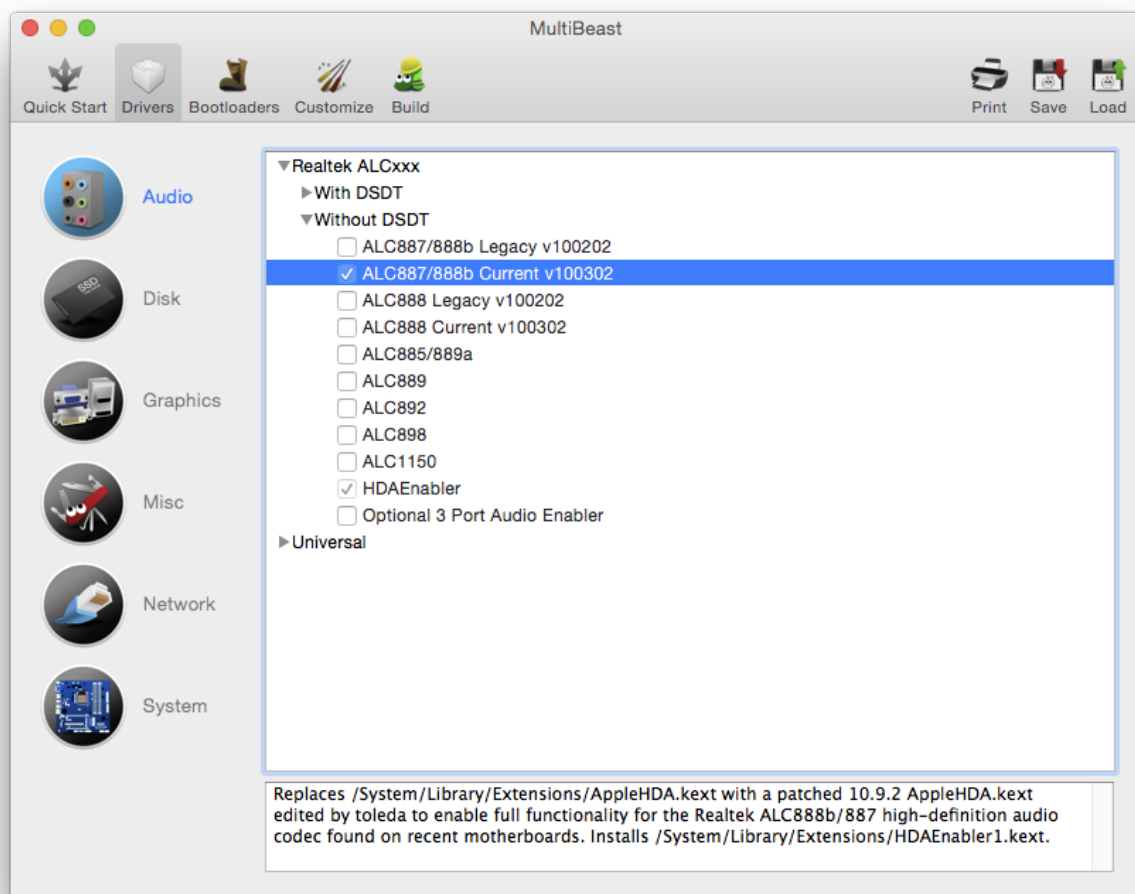 MultiBeast
Quick Start Drivers Bootloaders Customize Build Print Save Load
Audio
Disk
Graphics
Misc
Network
System
Realtek ALCxxx
With DSDT
Without DSDT
ALC887/888b Legacy v100202
ALC887/888b Current v100302
ALC888 Legacy v100202
ALC888 Current v100302
ALC885/889a
ALC889
ALC892
ALC898
ALC1150
HDAEnabler
Optional 3 Port Audio Enabler
Universal
SSD
Replaces /System/Library/Extensions/AppleHDA.kext with a patched 10.9.2 AppleHDA.kext
edited by toleda to enable full functionality for the Realtek ALC888b/887 high-definition audio
codec found on recent motherboards. Installs /System/Library/Extensions/HDAEnabler1.kext.